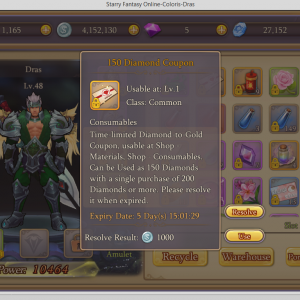 Starry Fantasy Online-Coloris-Dras
1,165
4,152,130
5
27,152
Dras
Lv.48
150 Diamond Coupon
Usable at: Lv.1
Class: Common
Consumables
Time limited Diamond to Gold
Coupon, usable at Shop
Materials, Shop Consumables.
Can be Used as 150 Diamonds
with a single purchase of 200
Diamonds or more. Please resolve
it when expired
Expiry Date: 5 Day(s) 15:01:29
Resolve Result: 1000
Resolve
Use
Power: 10464
Amulet
Recycle
Warehouse